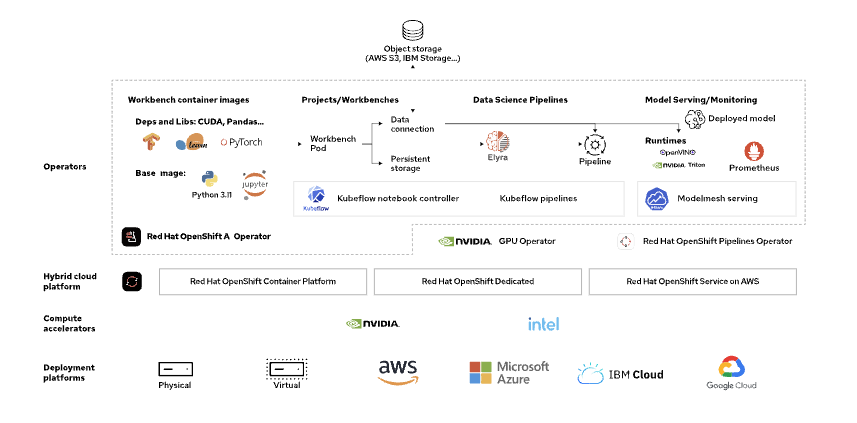 Object storage
(AWS S3, IBM Storage...)
Workbench container images
Projects/Workbenches
Data Science Pipelines
Model Serving/Monitoring
Deps and Libs: CUDA, Pandas...
learn
PyTorch
Workbench
Pod
Data
connection
Persistent
storage
Elyra
Pipeline
Deployed model
Runtimes
OpenVINO
NVIDIA. Triton
Prometheus
Operators
Base mage:
Python 3.11
jupyter
Kubeflow
Kubeflow notebook controller
Kubeflow pipelines
Modelmesh serving
Red Hat OpenShift A Operator
NVIDIA. GPU Operator
Red Hat OpenShift Pipelines Operator
Hybrid cloud
platform
Red Hat OpenShift Container Platform
Red Hat OpenShift Dedicated
Red Hat OpenShift Service on AWS
Compute
accelerators
NVIDIA.
intel
Deployment
platforms
Physical
Virtual
aws
Microsoft
Azure
IBM Cloud
Google Cloud